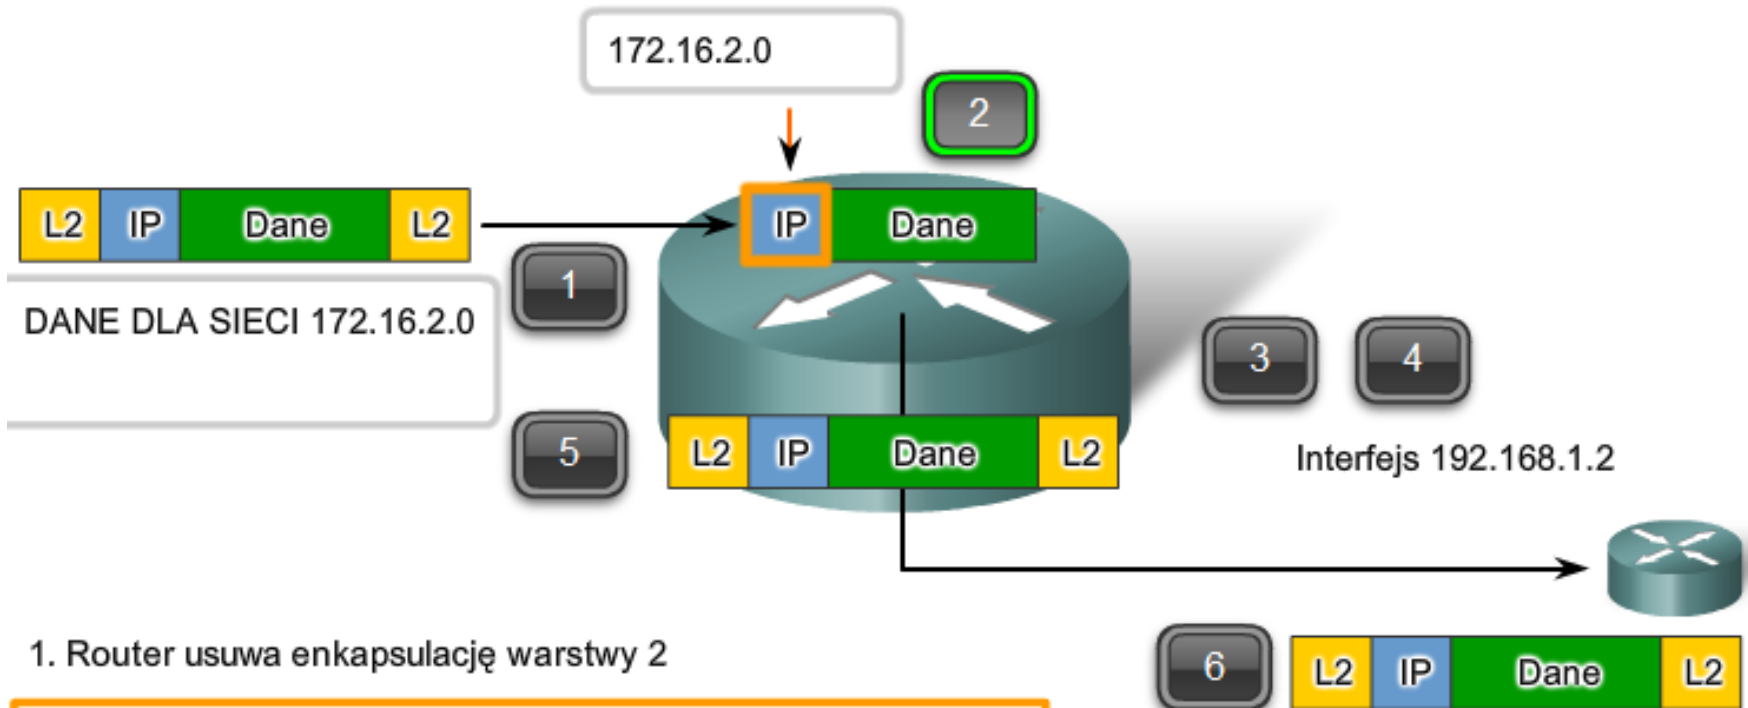 172.16.2.0
2
L2 IP Dane L2
IP Dane
1
DANE DLA SIECI 172.16.2.0
3
4
5
L2 IP Dane L2
Interfejs 192.168.1.2
1. Router usuwa enkapsulację warstwy 2
6
L2 IP Dane L2